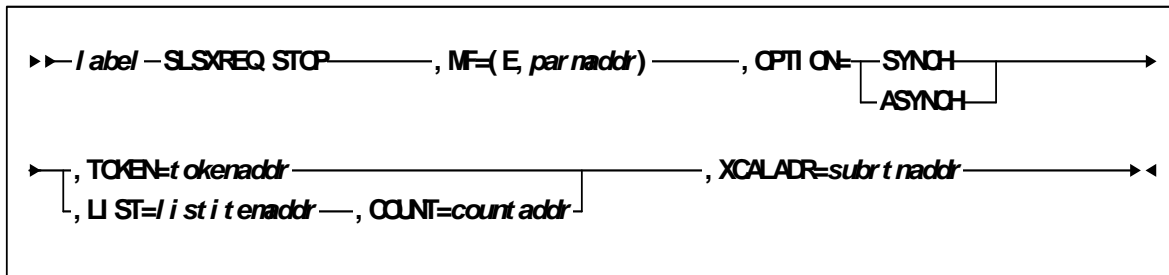 label SLSXREQ STOP ,MF=(E,parmaddr) ,OPTION= SYNCH
ASYNCH
,TOKEN=tokenaddr ,XCALADR=subrtnaddr
,LIST=listitemaddr ,COUNT=countaddr